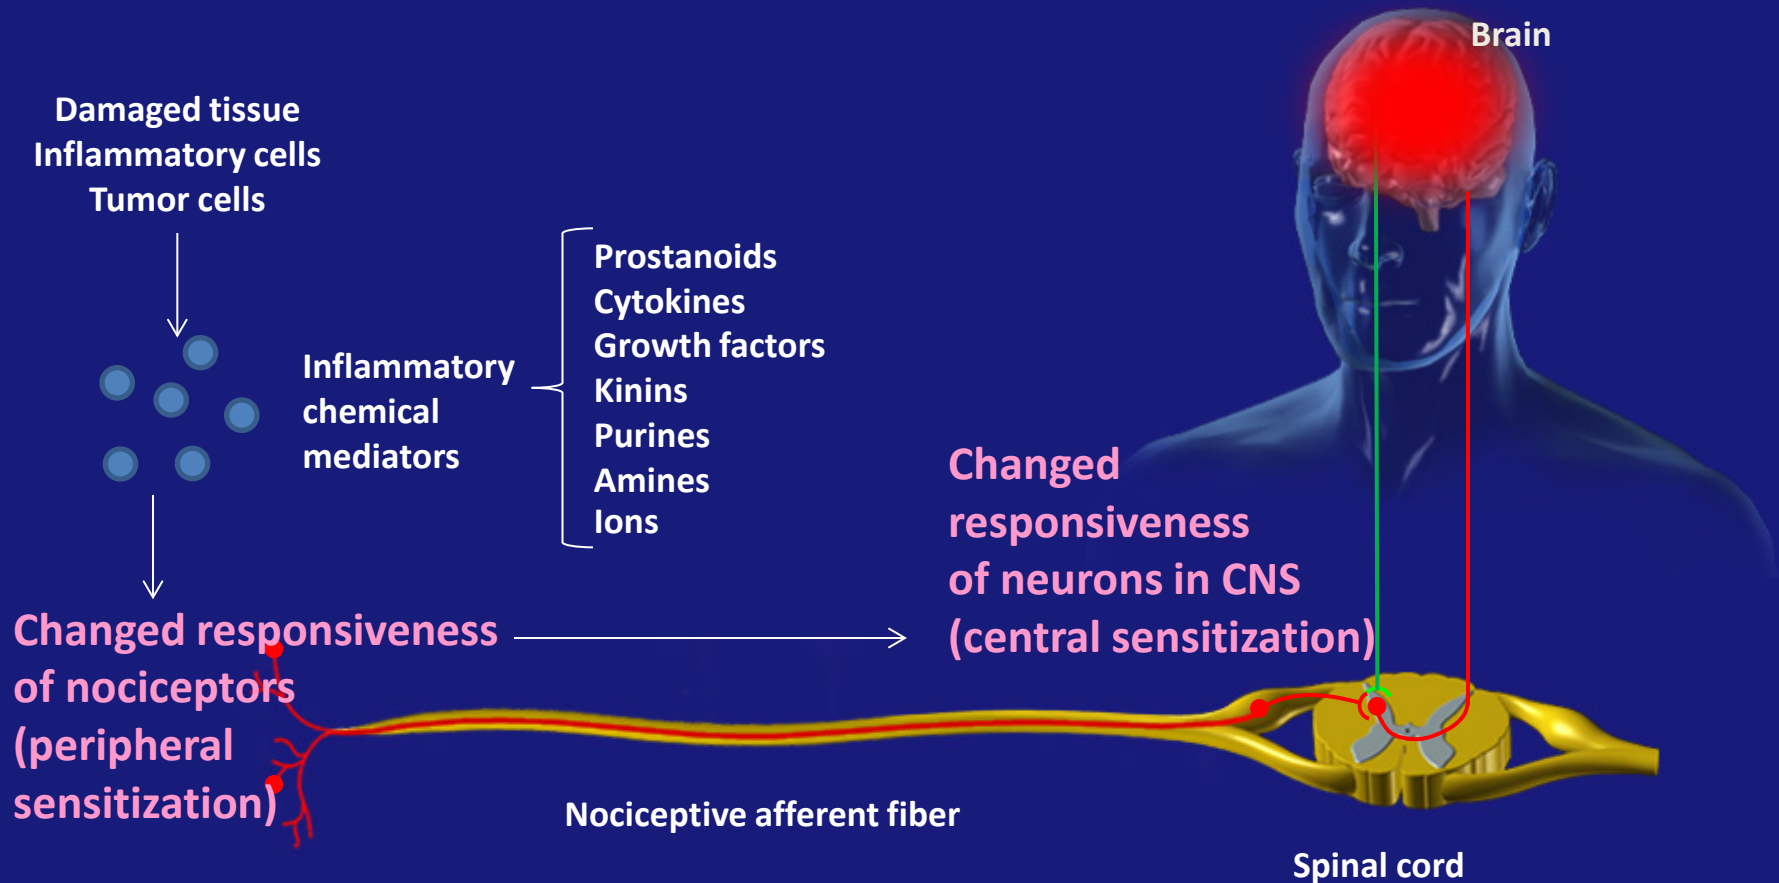 Brain
Damaged tissue
Inflammatory cells
Tumor cells
Inflammatory
chemical
mediators
Prostanoids
Cytokines
Growth factors
Kinins
Purines
Amines
Ions
Changed responsiveness
of nociceptors
(peripheral
sensitization)
Changed
responsiveness
of neurons in CNS
(central sensitization)
Nociceptive afferent fiber
Spinal cord